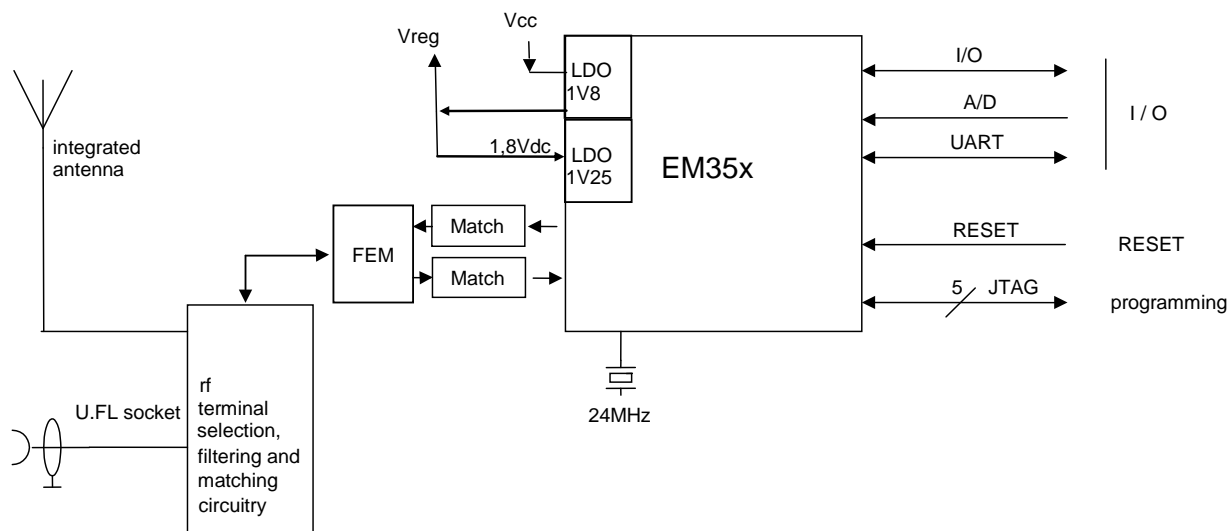 Vcc
Vreg
LDO
1V8
1,8Vdc
LDO
1V25
EM35x
I/O
A/D
UART
I / O
RESET
RESET
5
JTAG
programming
integrated
antenna
Match
FEM
Match
24MHz
U.FL socket
rf
terminal
selection,
filtering and
matching
circuitry